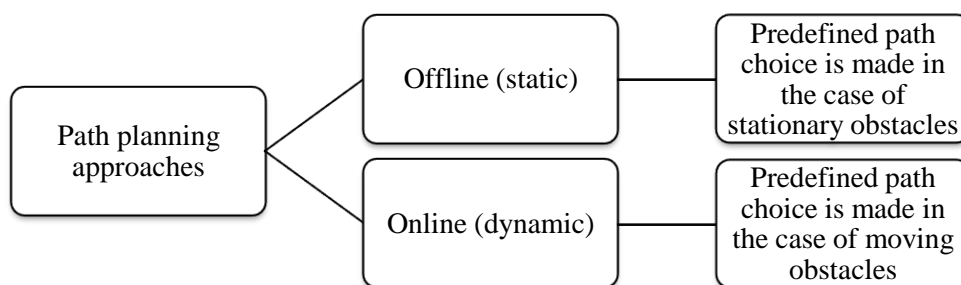 Path planning
approaches
Offline (static)
Predefined path
choice is made in
the case of
stationary obstacles
Online (dynamic)
Predefined path
choice is made in
the case of moving
obstacles